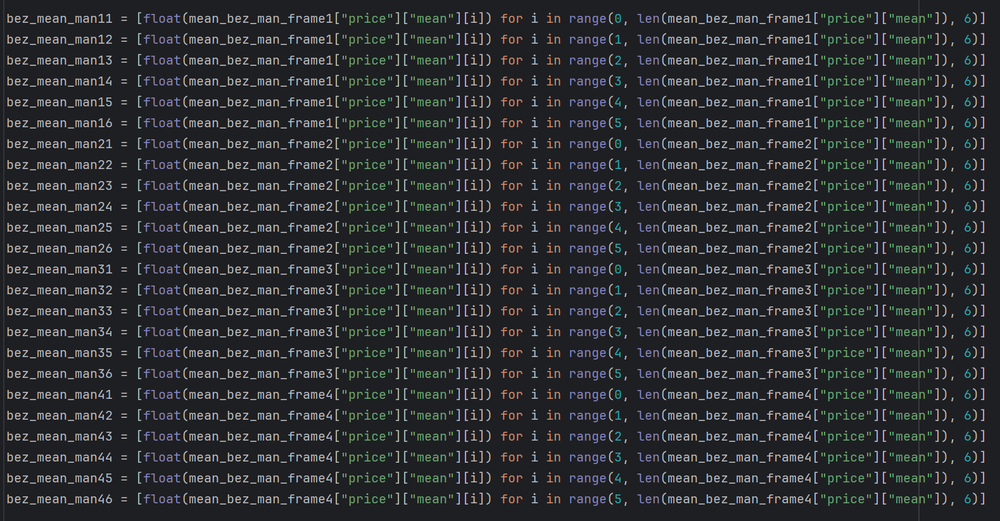 bez_mean_man11 = [float(mean_bez_man_frame1["price"]["mean"][i]) for i in range(0, len(mean_bez_man_frame1["price"]["mean"]), 6)]
bez_mean_man12 = [float(mean_bez_man_frame1["price"]["mean"][i]) for i in range(1, len(mean_bez_man_frame1["price"]["mean"]), 6)]
bez_mean_man13 = [float(mean_bez_man_frame1["price"]["mean"][i]) for i in range(2, len(mean_bez_man_frame1["price"]["mean"]), 6)]
bez_mean_man14 = [float(mean_bez_man_frame1["price"]["mean"][i]) for i in range(3, len(mean_bez_man_frame1["price"]["mean"]), 6)]
bez_mean_man15 = [float(mean_bez_man_frame1["price"]["mean"][i]) for i in range(4, len(mean_bez_man_frame1["price"]["mean"]), 6)]
bez_mean_man16 = [float(mean_bez_man_frame1["price"]["mean"][i]) for i in range(5, len(mean_bez_man_frame1["price"]["mean"]), 6)]
bez_mean_man21 = [float(mean_bez_man_frame2["price"]["mean"][i]) for i in range(0, len(mean_bez_man_frame2["price"]["mean"]), 6)]
bez_mean_man22 = [float(mean_bez_man_frame2["price"]["mean"][i]) for i in range(1, len(mean_bez_man_frame2["price"]["mean"]), 6)]
bez_mean_man23 = [float(mean_bez_man_frame2["price"]["mean"][i]) for i in range(2, len(mean_bez_man_frame2["price"]["mean"]), 6)]
bez_mean_man24 = [float(mean_bez_man_frame2["price"]["mean"][i]) for i in range(3, len(mean_bez_man_frame2["price"]["mean"]), 6)]
bez_mean_man25 = [float(mean_bez_man_frame2["price"]["mean"][i]) for i in range(4, len(mean_bez_man_frame2["price"]["mean"]), 6)]
bez_mean_man26 = [float(mean_bez_man_frame2["price"]["mean"][i]) for i in range(5, len(mean_bez_man_frame2["price"]["mean"]), 6)]
bez_mean_man31 = [float(mean_bez_man_frame3["price"]["mean"][i]) for i in range(0, len(mean_bez_man_frame3["price"]["mean"]), 6)]
bez_mean_man32 = [float(mean_bez_man_frame3["price"]["mean"][i]) for i in range(1, len(mean_bez_man_frame3["price"]["mean"]), 6)]
bez_mean_man33 = [float(mean_bez_man_frame3["price"]["mean"][i]) for i in range(2, len(mean_bez_man_frame3["price"]["mean"]), 6)]
bez_mean_man34 = [float(mean_bez_man_frame3["price"]["mean"][i]) for i in range(3, len(mean_bez_man_frame3["price"]["mean"]), 6)]
bez_mean_man35 = [float(mean_bez_man_frame3["price"]["mean"][i]) for i in range(4, len(mean_bez_man_frame3["price"]["mean"]), 6)]
bez_mean_man36 = [float(mean_bez_man_frame3["price"]["mean"][i]) for i in range(5, len(mean_bez_man_frame3["price"]["mean"]), 6)]
bez_mean_man41 = [float(mean_bez_man_frame4["price"]["mean"][i]) for i in range(0, len(mean_bez_man_frame4["price"]["mean"]), 6)]
bez_mean_man42 = [float(mean_bez_man_frame4["price"]["mean"][i]) for i in range(1, len(mean_bez_man_frame4["price"]["mean"]), 6)]
bez_mean_man43 = [float(mean_bez_man_frame4["price"]["mean"][i]) for i in range(2, len(mean_bez_man_frame4["price"]["mean"]), 6)]
bez_mean_man44 = [float(mean_bez_man_frame4["price"]["mean"][i]) for i in range(3, len(mean_bez_man_frame4["price"]["mean"]), 6)]
bez_mean_man45 = [float(mean_bez_man_frame4["price"]["mean"][i]) for i in range(4, len(mean_bez_man_frame4["price"]["mean"]), 6)]
bez_mean_man46 = [float(mean_bez_man_frame4["price"]["mean"][i]) for i in range(5, len(mean_bez_man_frame4["price"]["mean"]), 6)]